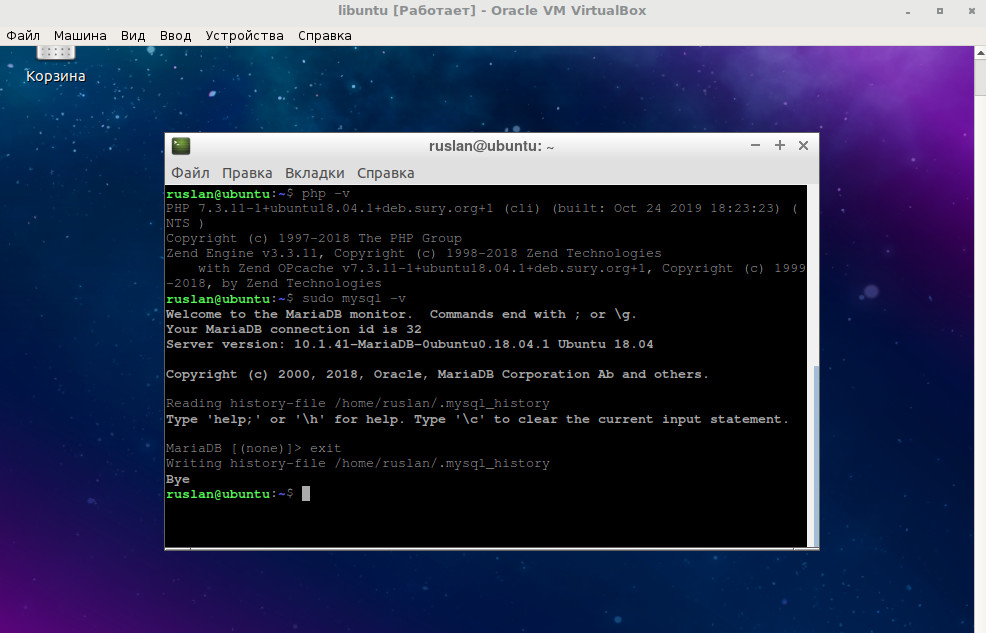 libuntu [Работает] - Oracle VM VirtualBox
Файл Машина Вид Ввод Устройства Справка
Корзина
ruslan@ubuntu: ~
Файл Правка Вкладки Справка
ruslan@ubuntu:~$ php -v
PHP 7.3.11-1+ubuntu18.04.1+deb.sury.org+1 (cli) (built: Oct 24 2019 18:23:23) (
NTS )
Copyright (c) 1997-2018 The PHP Group
Zend Engine v3.3.11, Copyright (c) 1998-2018 Zend Technologies
    with Zend OPcache v7.3.11-1+ubuntu18.04.1+deb.sury.org+1, Copyright (c) 1999
-2018, by Zend Technologies
ruslan@ubuntu:~$ sudo mysql -v
Welcome to the MariaDB monitor.  Commands end with ; or \g.
Your MariaDB connection id is 32
Server version: 10.1.41-MariaDB-0ubuntu0.18.04.1 Ubuntu 18.04
Copyright (c) 2000, 2018, Oracle, MariaDB Corporation Ab and others.
Reading history-file /home/ruslan/.mysql_history
Type 'help;' or '\h' for help. Type '\c' to clear the current input statement.
MariaDB [(none)]> exit
Writing history-file /home/ruslan/.mysql_history
Bye
ruslan@ubuntu:~$